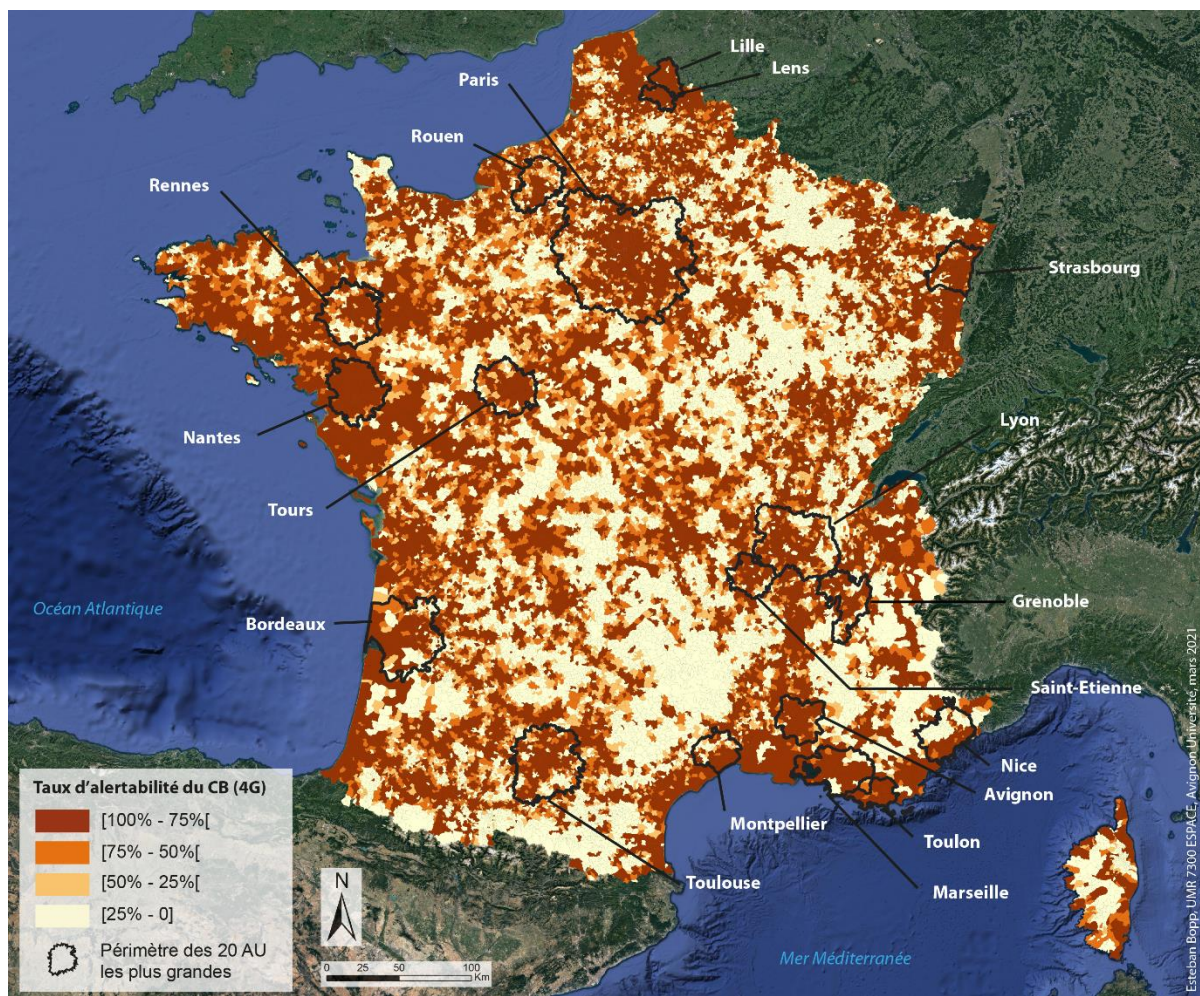 Lille
Lens
Paris
Rouen
Rennes
Strasbourg
Nantes
Lyon
Tours
Océan Atlantique
Bordeaux
Grenoble
Saint-Etienne
Nice
Avignon
Montpellier
Toulon
Toulouse
Marseille
Mer Méditerranée
Taux d'alertabilité du CB (4G)
[100% - 75%[
[75% - 50%[
[50% - 25%[
[25% - 0]
Périmètre des 20 AU
les plus grandes
N
0 25 50 100
Km
Esteban Bopp, UMR 7300 ESPACE, Avignon Université, mars 2021